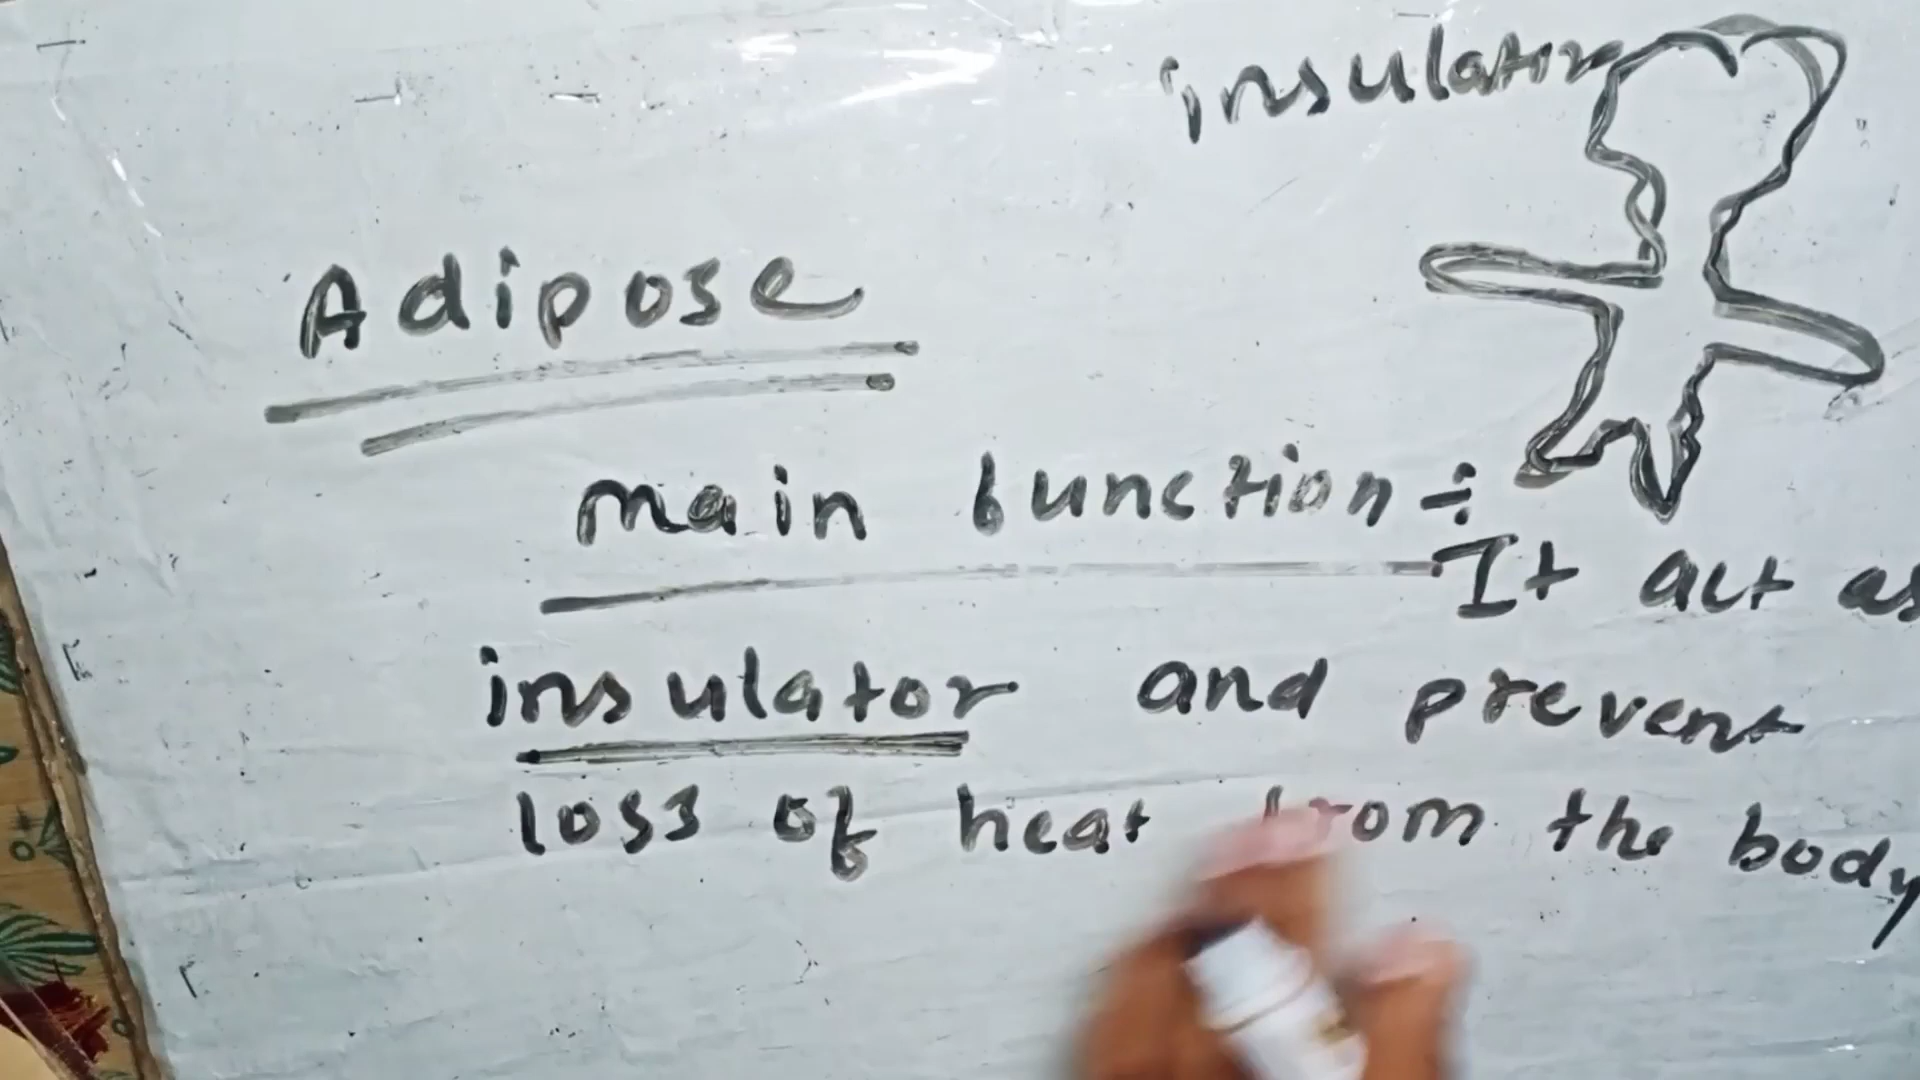 insulator
Adipose
main function÷
It act as
insulator and prevent
loss of heat from the body